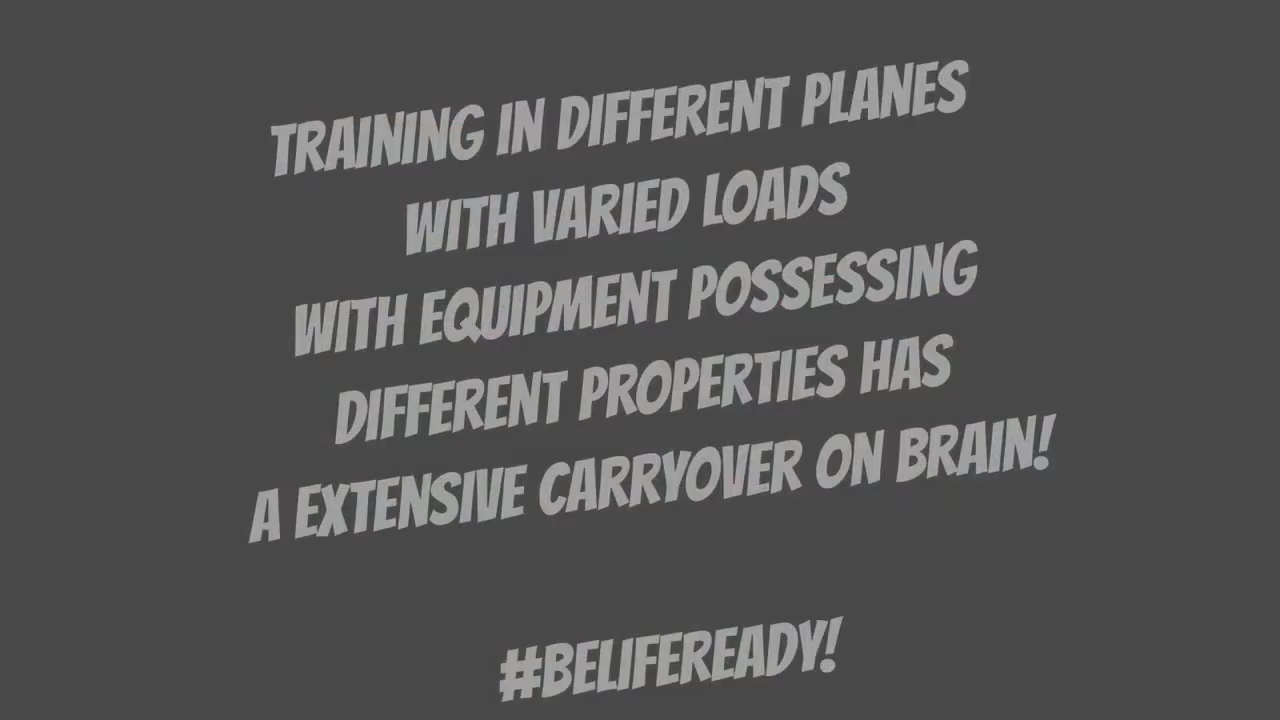 TRAINING IN DIFFERENT PLANES
WITH VARIED LOADS
WITH EQUIPMENT POSSESSING
DIFFERENT PROPERTIES HAS
A EXTENSIVE CARRYOVER ON BRAIN!
#BELIFEREADY!